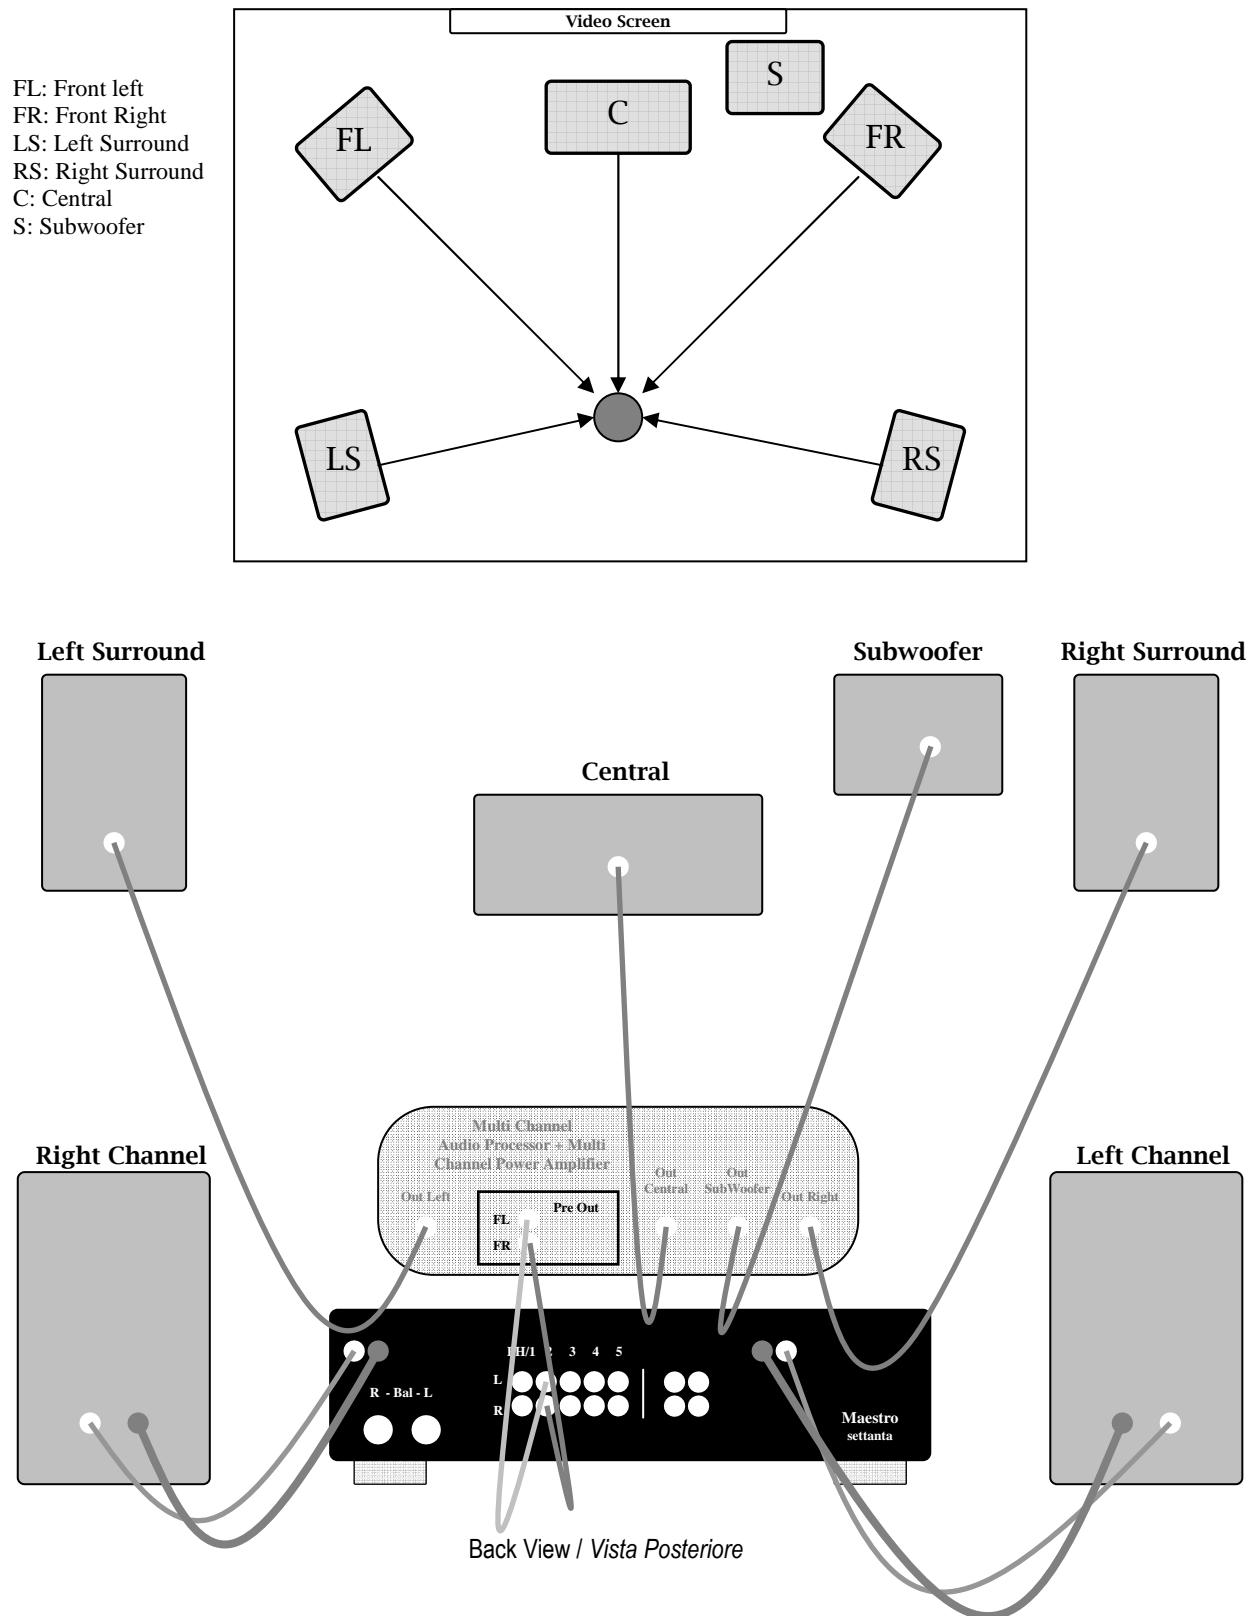 Video Screen
FL: Front left
FR: Front Right
LS: Left Surround
RS: Right Surround
C: Central
S: Subwoofer
S
C
FL
FR
LS
RS
Left Surround
Subwoofer
Right Surround
Central
Multi Channel
Audio Processor + Multi
Channel Power Amplifier
Right Channel
Left Channel
Out Left
Out
Central
Out
SubWoofer
Out Right
Pre Out
FL
FR
PH/1 2 3 4 5
L
R
R - Bal - L
Maestro
settanta
Back View / Vista Posteriore